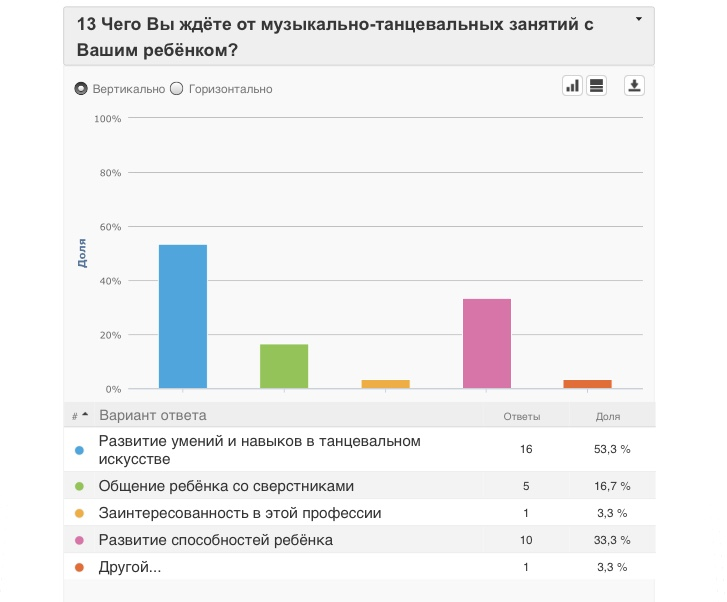 13 Чего Вы ждёте от музыкально-танцевальных занятий с
Вашим ребёнком?
Вертикально Горизонтально
100%
80%
60%
40%
20%
0%
Доля
# Вариант ответа Ответы Доля
Развитие умений и навыков в танцевальном
искусстве 16 53,3 %
Общение ребёнка со сверстниками 5 16,7 %
Заинтересованность в этой профессии 1 3,3 %
Развитие способностей ребёнка 10 33,3 %
Другой... 1 3,3 %